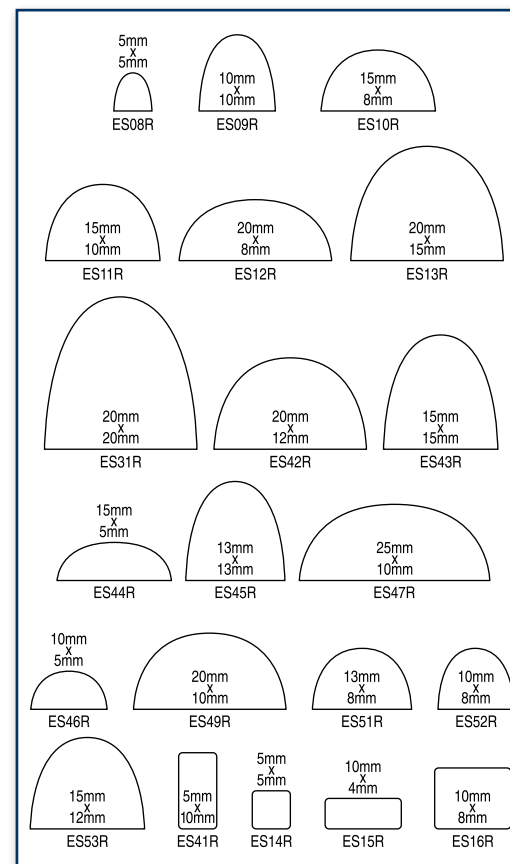 5mm
x
5mm
ES08R
10mm
x
10mm
ES09R
15mm
x
8mm
ES10R
15mm
x
10mm
ES11R
20mm
x
8mm
ES12R
20mm
x
15mm
ES13R
20mm
x
20mm
ES31R
20mm
x
12mm
ES42R
15mm
x
15mm
ES43R
15mm
x
5mm
ES44R
13mm
x
13mm
ES45R
25mm
x
10mm
ES47R
10mm
x
5mm
ES46R
20mm
x
10mm
ES49R
13mm
x
8mm
ES51R
10mm
x
8mm
ES52R
15mm
x
12mm
ES53R
5mm
x
10mm
ES41R
5mm
x
5mm
ES14R
10mm
x
4mm
ES15R
10mm
x
8mm
ES16R